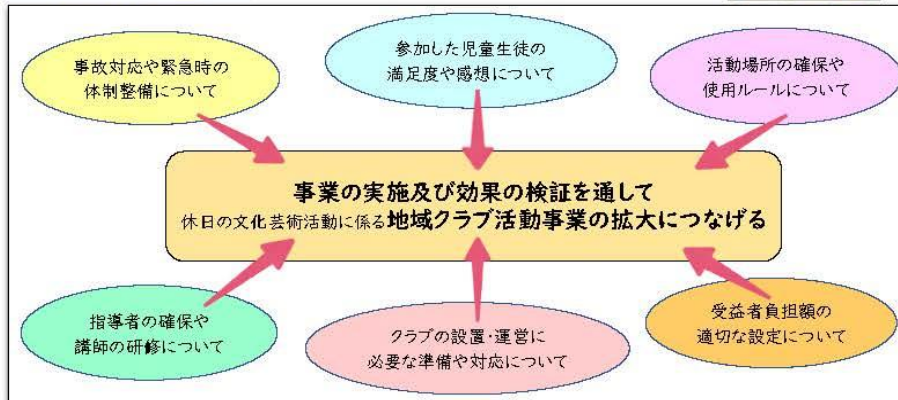 事故対応や緊急時の
体制整備について
参加した児童生徒の
満足度や感想について
活動場所の確保や
使用ルールについて
事業の実施及び効果の検証を通して
休日の文化芸術活動に係る地域クラブ活動事業の拡大につなげる
指導者の確保や
講師の研修について
クラブの設置・運営に
必要な準備や対応について
受益者負担額の
適切な設定について